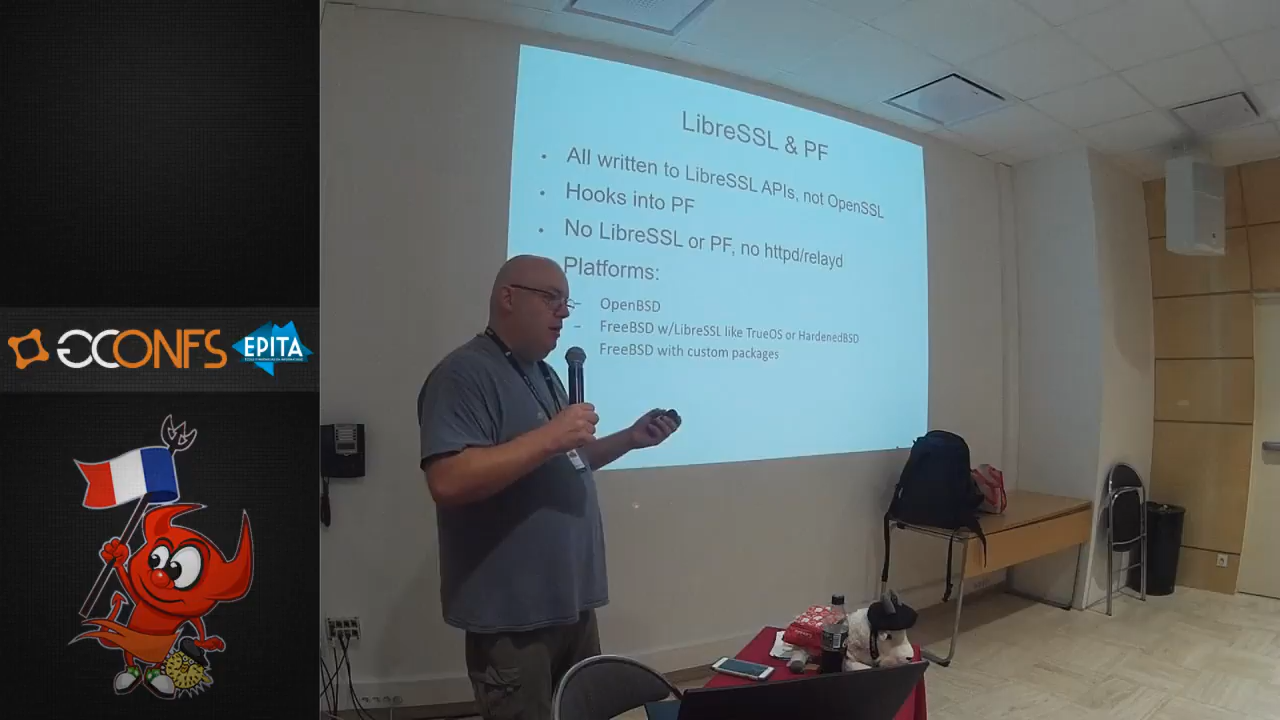 GCONFS
EPITA
LibreSSL & PF
• All written to LibreSSL APIs, not OpenSSL
• Hooks into PF
• No LibreSSL or PF, no httpd/relayd
Platforms:
– OpenBSD
– FreeBSD w/LibreSSL like TrueOS or HardenedBSD
FreeBSD with custom packages